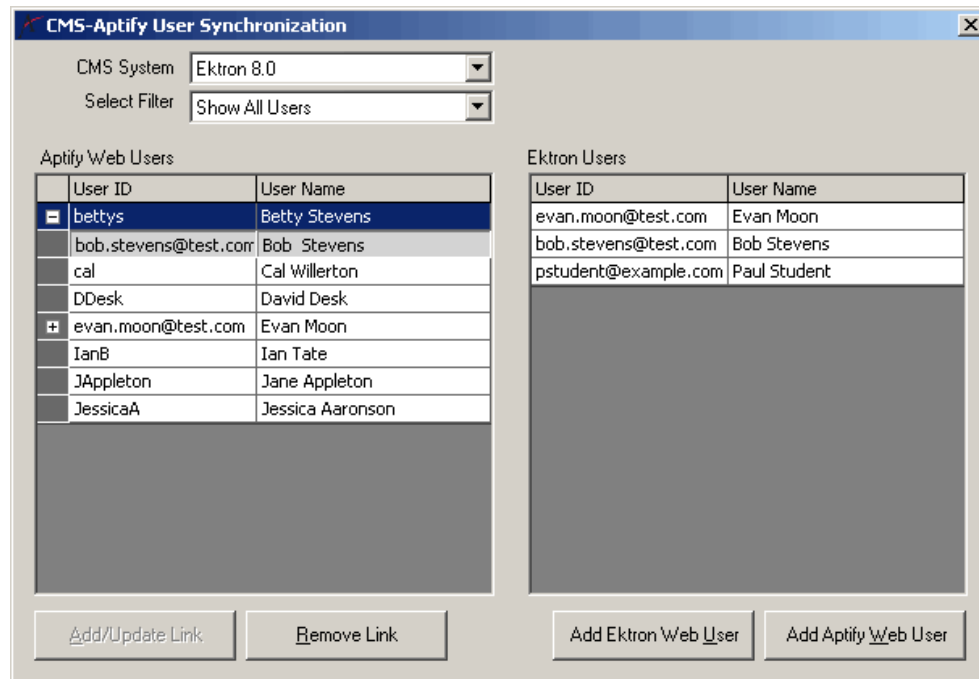 CMS-Aptify User Synchronization
CMS System Ektron 8.0
Select Filter Show All Users
Aptify Web Users
User ID User Name
bettys Betty Stevens
bob.stevens@test.com Bob  Stevens
cal Cal Willerton
DDesk David Desk
evan.moon@test.com Evan Moon
IanB Ian Tate
JAppleton Jane Appleton
JessicaA Jessica Aaronson
Ektron Users
User ID User Name
evan.moon@test.com Evan Moon
bob.stevens@test.com Bob Stevens
pstudent@example.com Paul Student
Add/Update Link
Remove Link
Add Ektron Web User
Add Aptify Web User